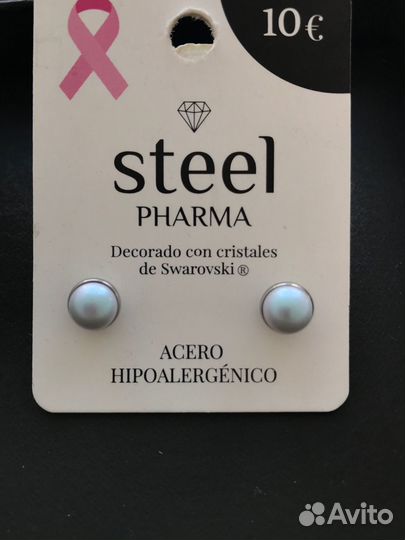 10€
steel
PHARMA
Decorado con cristales
de Swarovski®
ACERO
HIPOALERGÉNICO
Avito